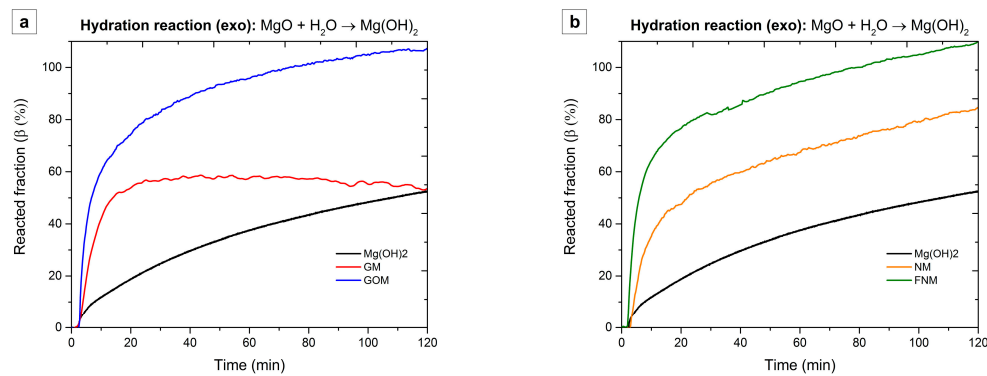 a
Hydration reaction (exo): MgO + H₂O → Mg(OH)₂
Reacted fraction (β (%))
100
80
60
40
20
0
Mg(OH)2
GM
GOM
0 20 40 60 80 100 120
Time (min)
b
Hydration reaction (exo): MgO + H₂O → Mg(OH)₂
Reacted fraction (β (%))
100
80
60
40
20
0
Mg(OH)2
NM
FNM
0 20 40 60 80 100 120
Time (min)